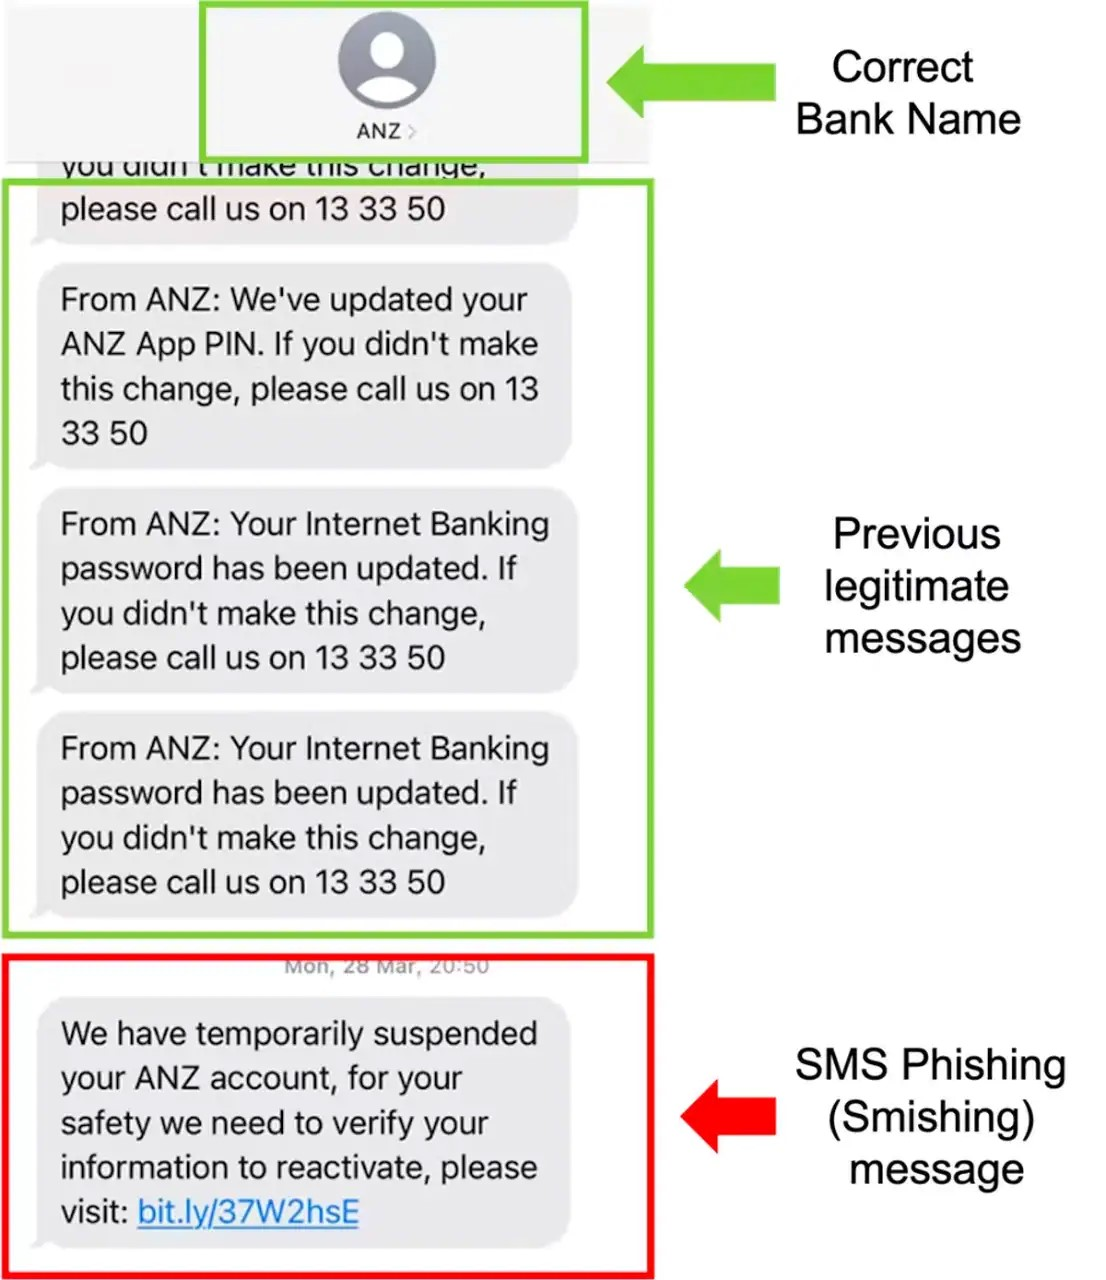 ANZ
Correct
Bank Name
you didn't make this change,
please call us on 13 33 50
From ANZ: We've updated your
ANZ App PIN. If you didn't make
this change, please call us on 13
33 50
From ANZ: Your Internet Banking
password has been updated. If
you didn't make this change,
please call us on 13 33 50
Previous
legitimate
messages
From ANZ: Your Internet Banking
password has been updated. If
you didn't make this change,
please call us on 13 33 50
Mon, 28 Mar, 20:50
We have temporarily suspended
your ANZ account, for your
safety we need to verify your
information to reactivate, please
visit: bit.ly/37W2hsE
SMS Phishing
(Smishing)
message